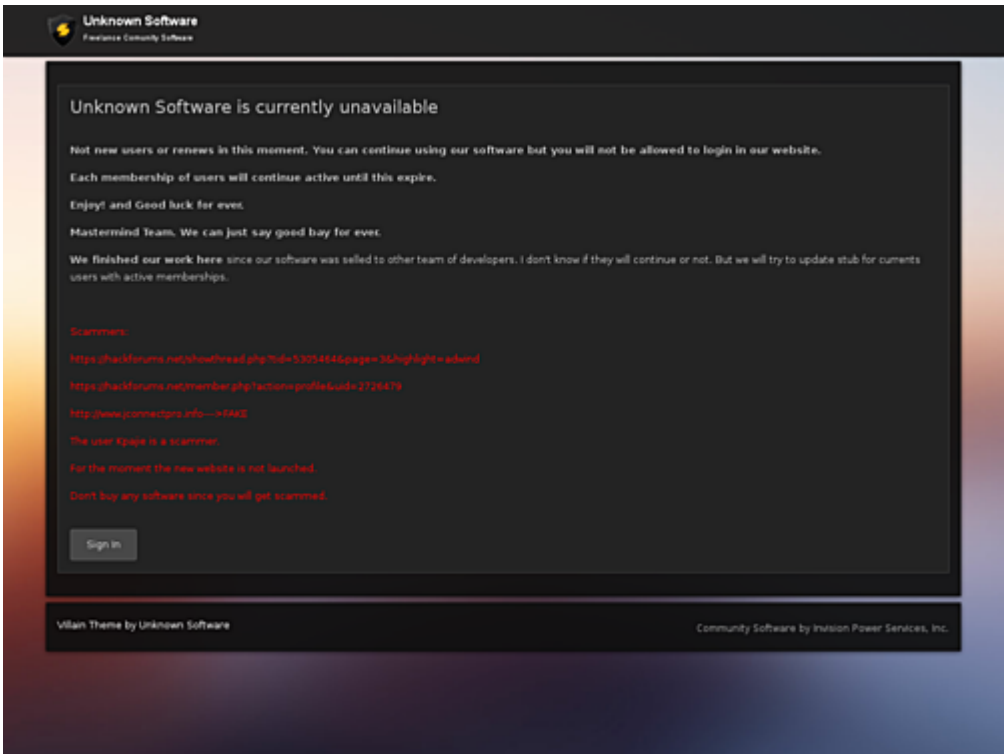 Unknown Software
Freelance Comunity Software
Unknown Software is currently unavailable
Not new users or renews in this moment. You can continue using our software but you will not be allowed to login in our website.
Each membership of users will continue active until this expire.
Enjoy! and Good luck for ever.
Mastermind Team. We can just say good bay for ever.
We finished our work here since our software was selled to other team of developers. I don't know if they will continue or not. But we will try to update stub for currents
users with active memberships.
Scammers:
https://hackforums.net/showthread.php?tid=5305464&page=3&highlight=adwind
https://hackforums.net/member.php?action=profile&uid=2726479
http://www.jconnectpro.info--->FAKE
The user Kpaje is a scammer.
For the moment the new website is not launched.
Don't buy any software since you will get scammed.
Sign In
Villain Theme by Unknown Software
Community Software by Invision Power Services, Inc.